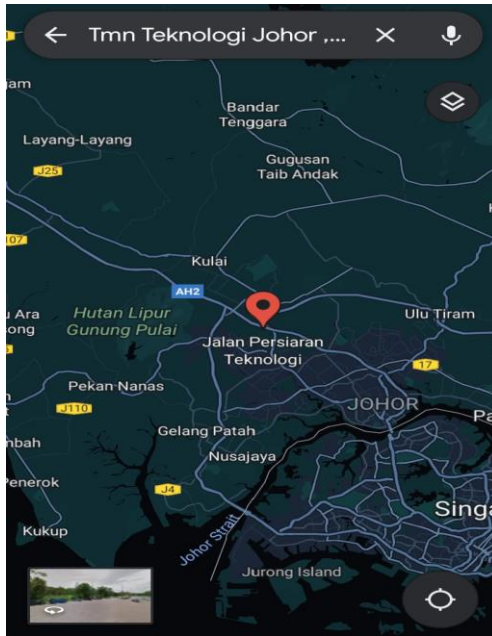 Tmn Teknologi Johor ,...
jam
Bandar
Tenggara
Layang-Layang
Gugusan
Taib Andak
J25
107
Kulai
AH2
u Ara
ong
Hutan Lipur
Gunung Pulai
Ulu Tiram
Jalan Persiaran
Teknologi
17
Pekan Nanas
JOHOR
J110
Pa
Gelang Patah
nbah
Nusajaya
Penerok
J4
Singa
Kukup
Johor Strait
Jurong Island